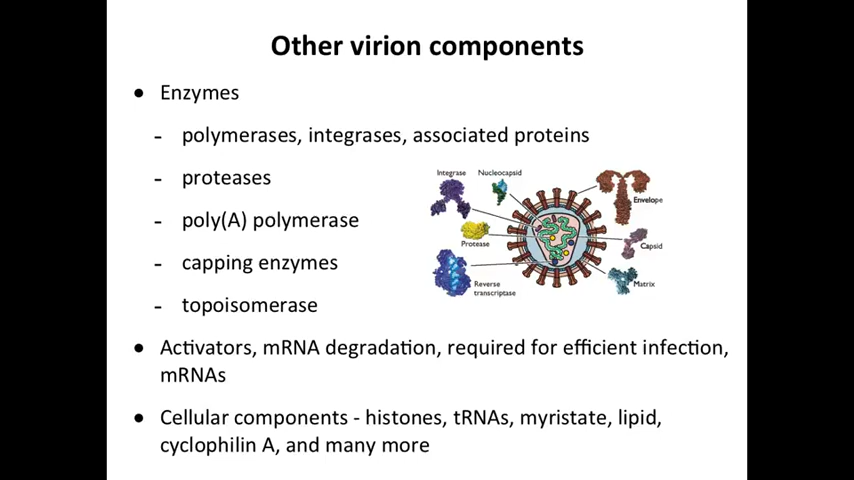 Other virion components
• Enzymes
- polymerases, integrases, associated proteins
- proteases
- poly(A) polymerase
- capping enzymes
- topoisomerase
Integrase
Nucleocapsid
Envelope
Protease
Capsid
Reverse
transcriptase
Matrix
• Activators, mRNA degradation, required for efficient infection,
mRNAs
• Cellular components - histones, tRNAs, myristate, lipid,
cyclophilin A, and many more